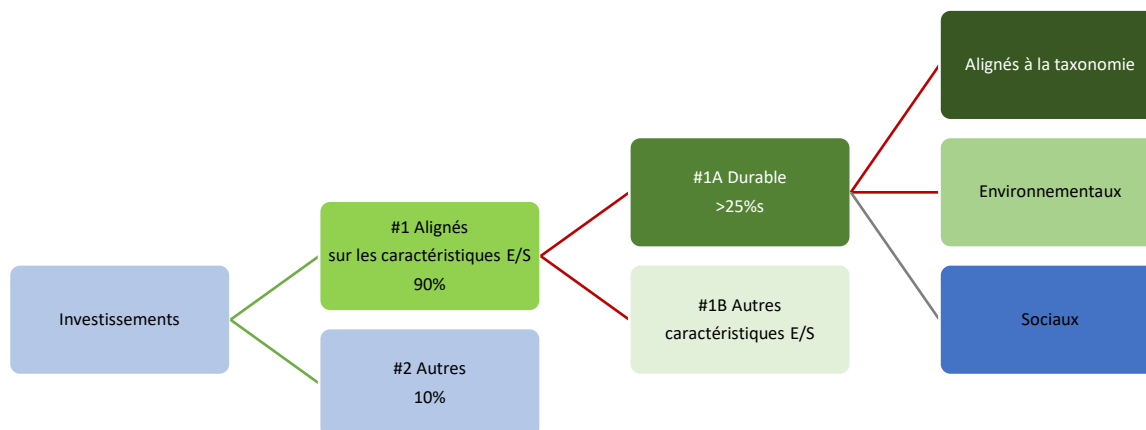 Investissements
#1 Alignés
sur les caractéristiques E/S
90%
#2 Autres
10%
#1A Durable
>25%s
#1B Autres
caractéristiques E/S
Alignés à la taxonomie
Environnementaux
Sociaux